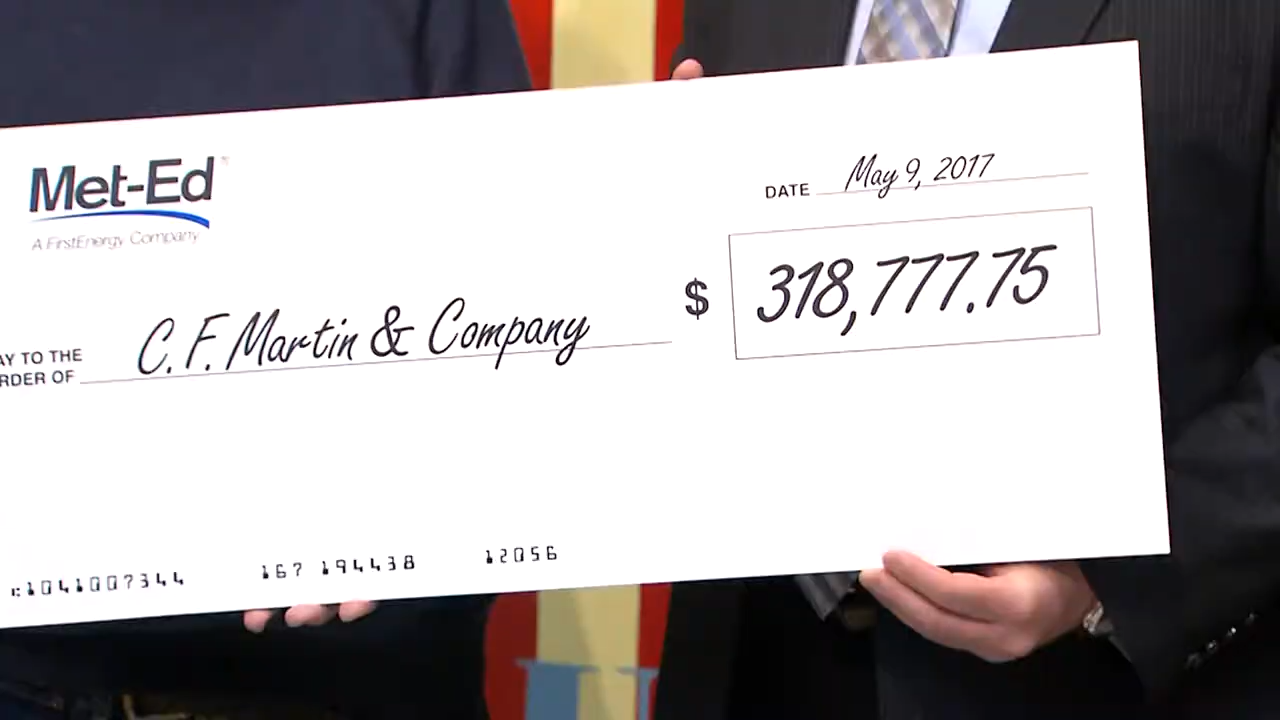 Met-Ed
A FirstEnergy Company
DATE May 9, 2017
$ 318,777.75
AY TO THE
RDER OF
C. F. Martin & Company
⑆1041007344 167 194438 12056